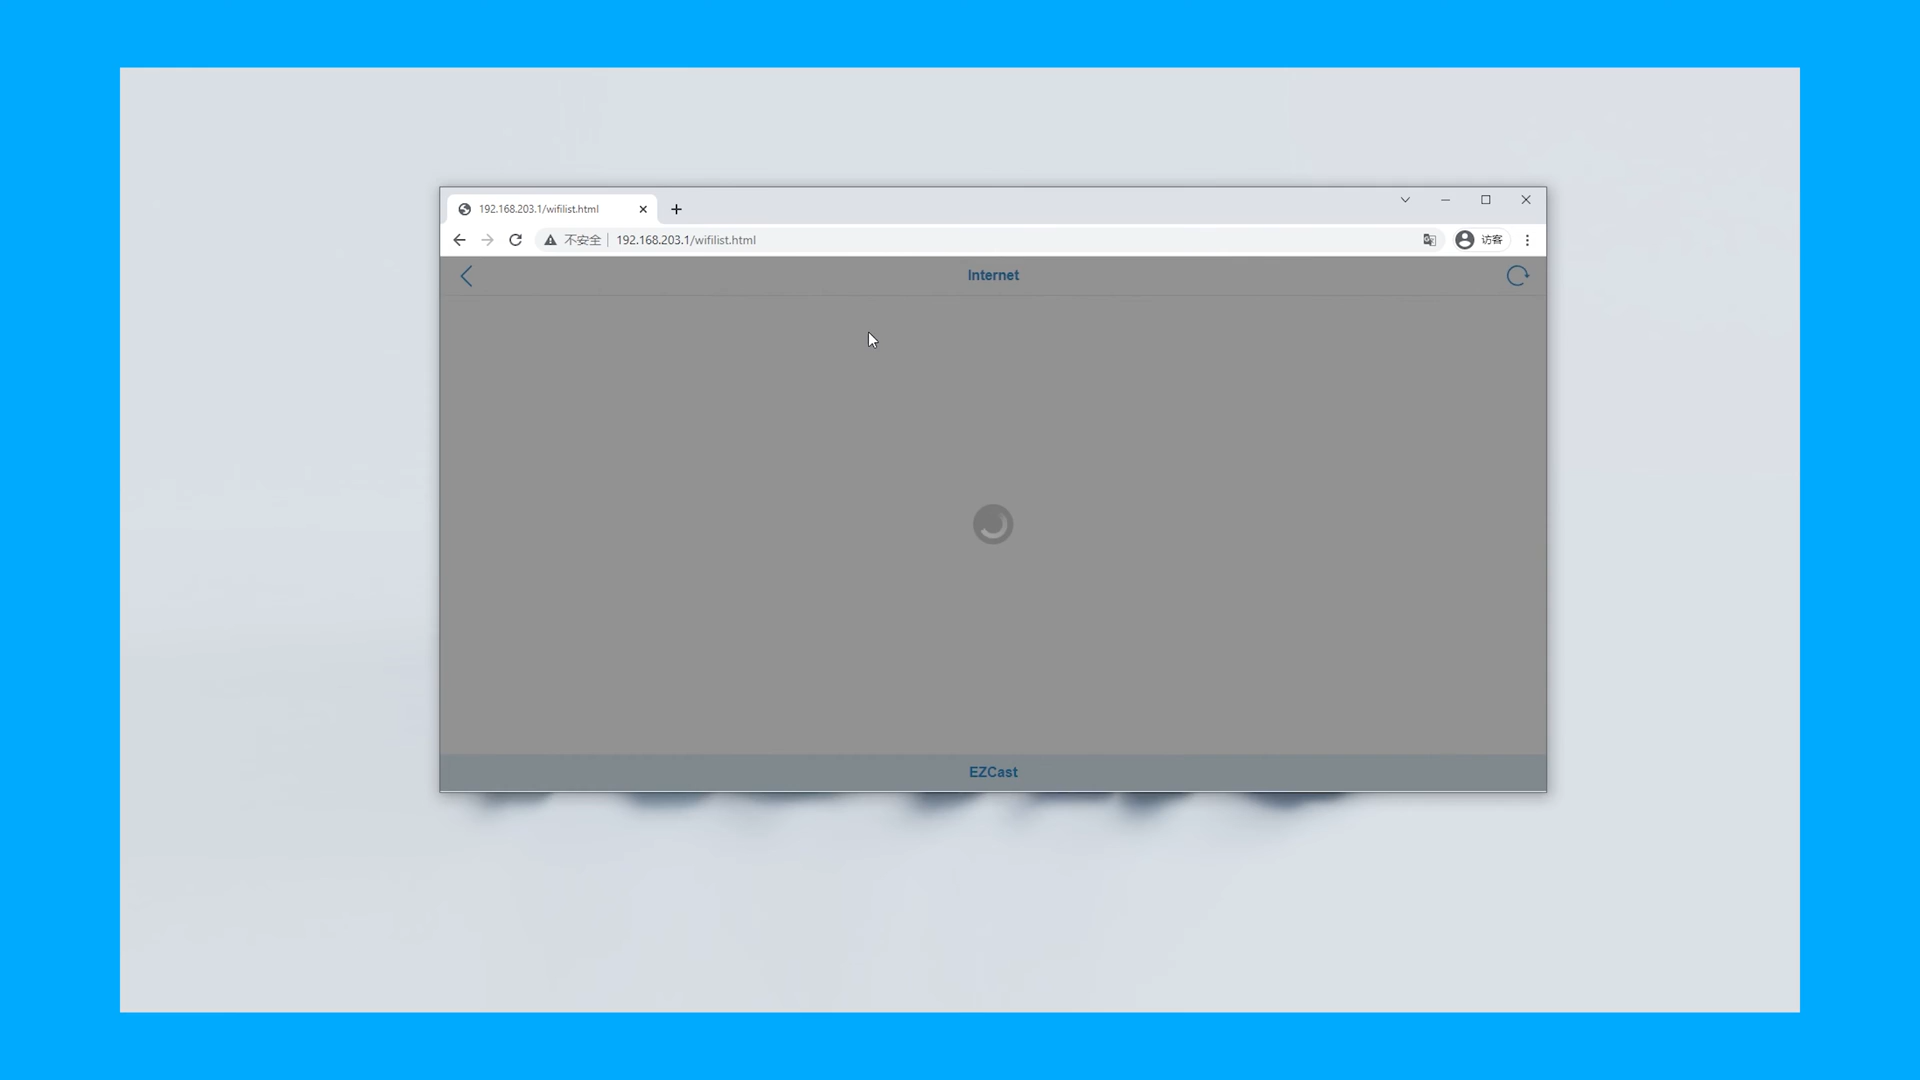 192.168.203.1/wifilist.html
不安全 192.168.203.1/wifilist.html 访客
Internet
EZCast